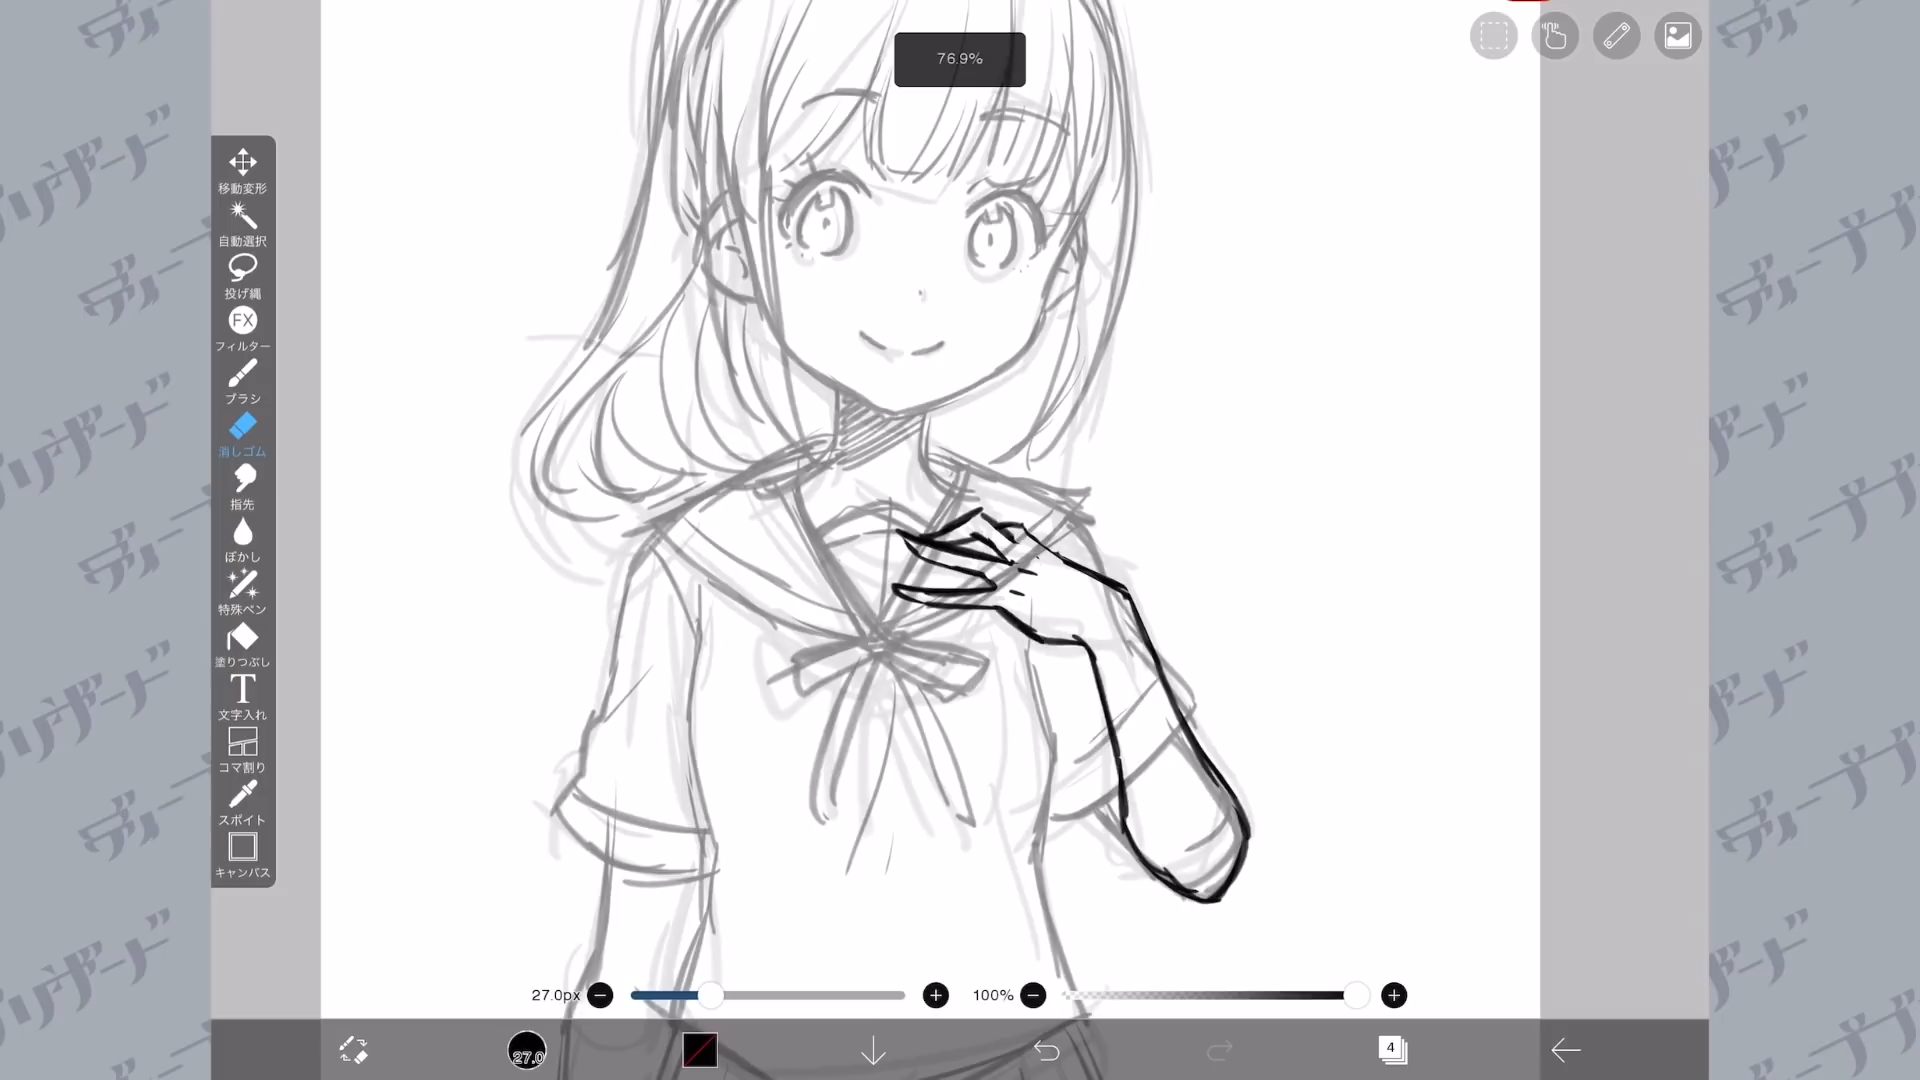 76.9%
移動変形
自動選択
投げ縄
FX
フィルター
ブラシ
消しゴム
指先
ぼかし
特殊ペン
塗りつぶし
T
文字入れ
コマ割り
スポイト
キャンバス
27.0px
100%
27.0
4